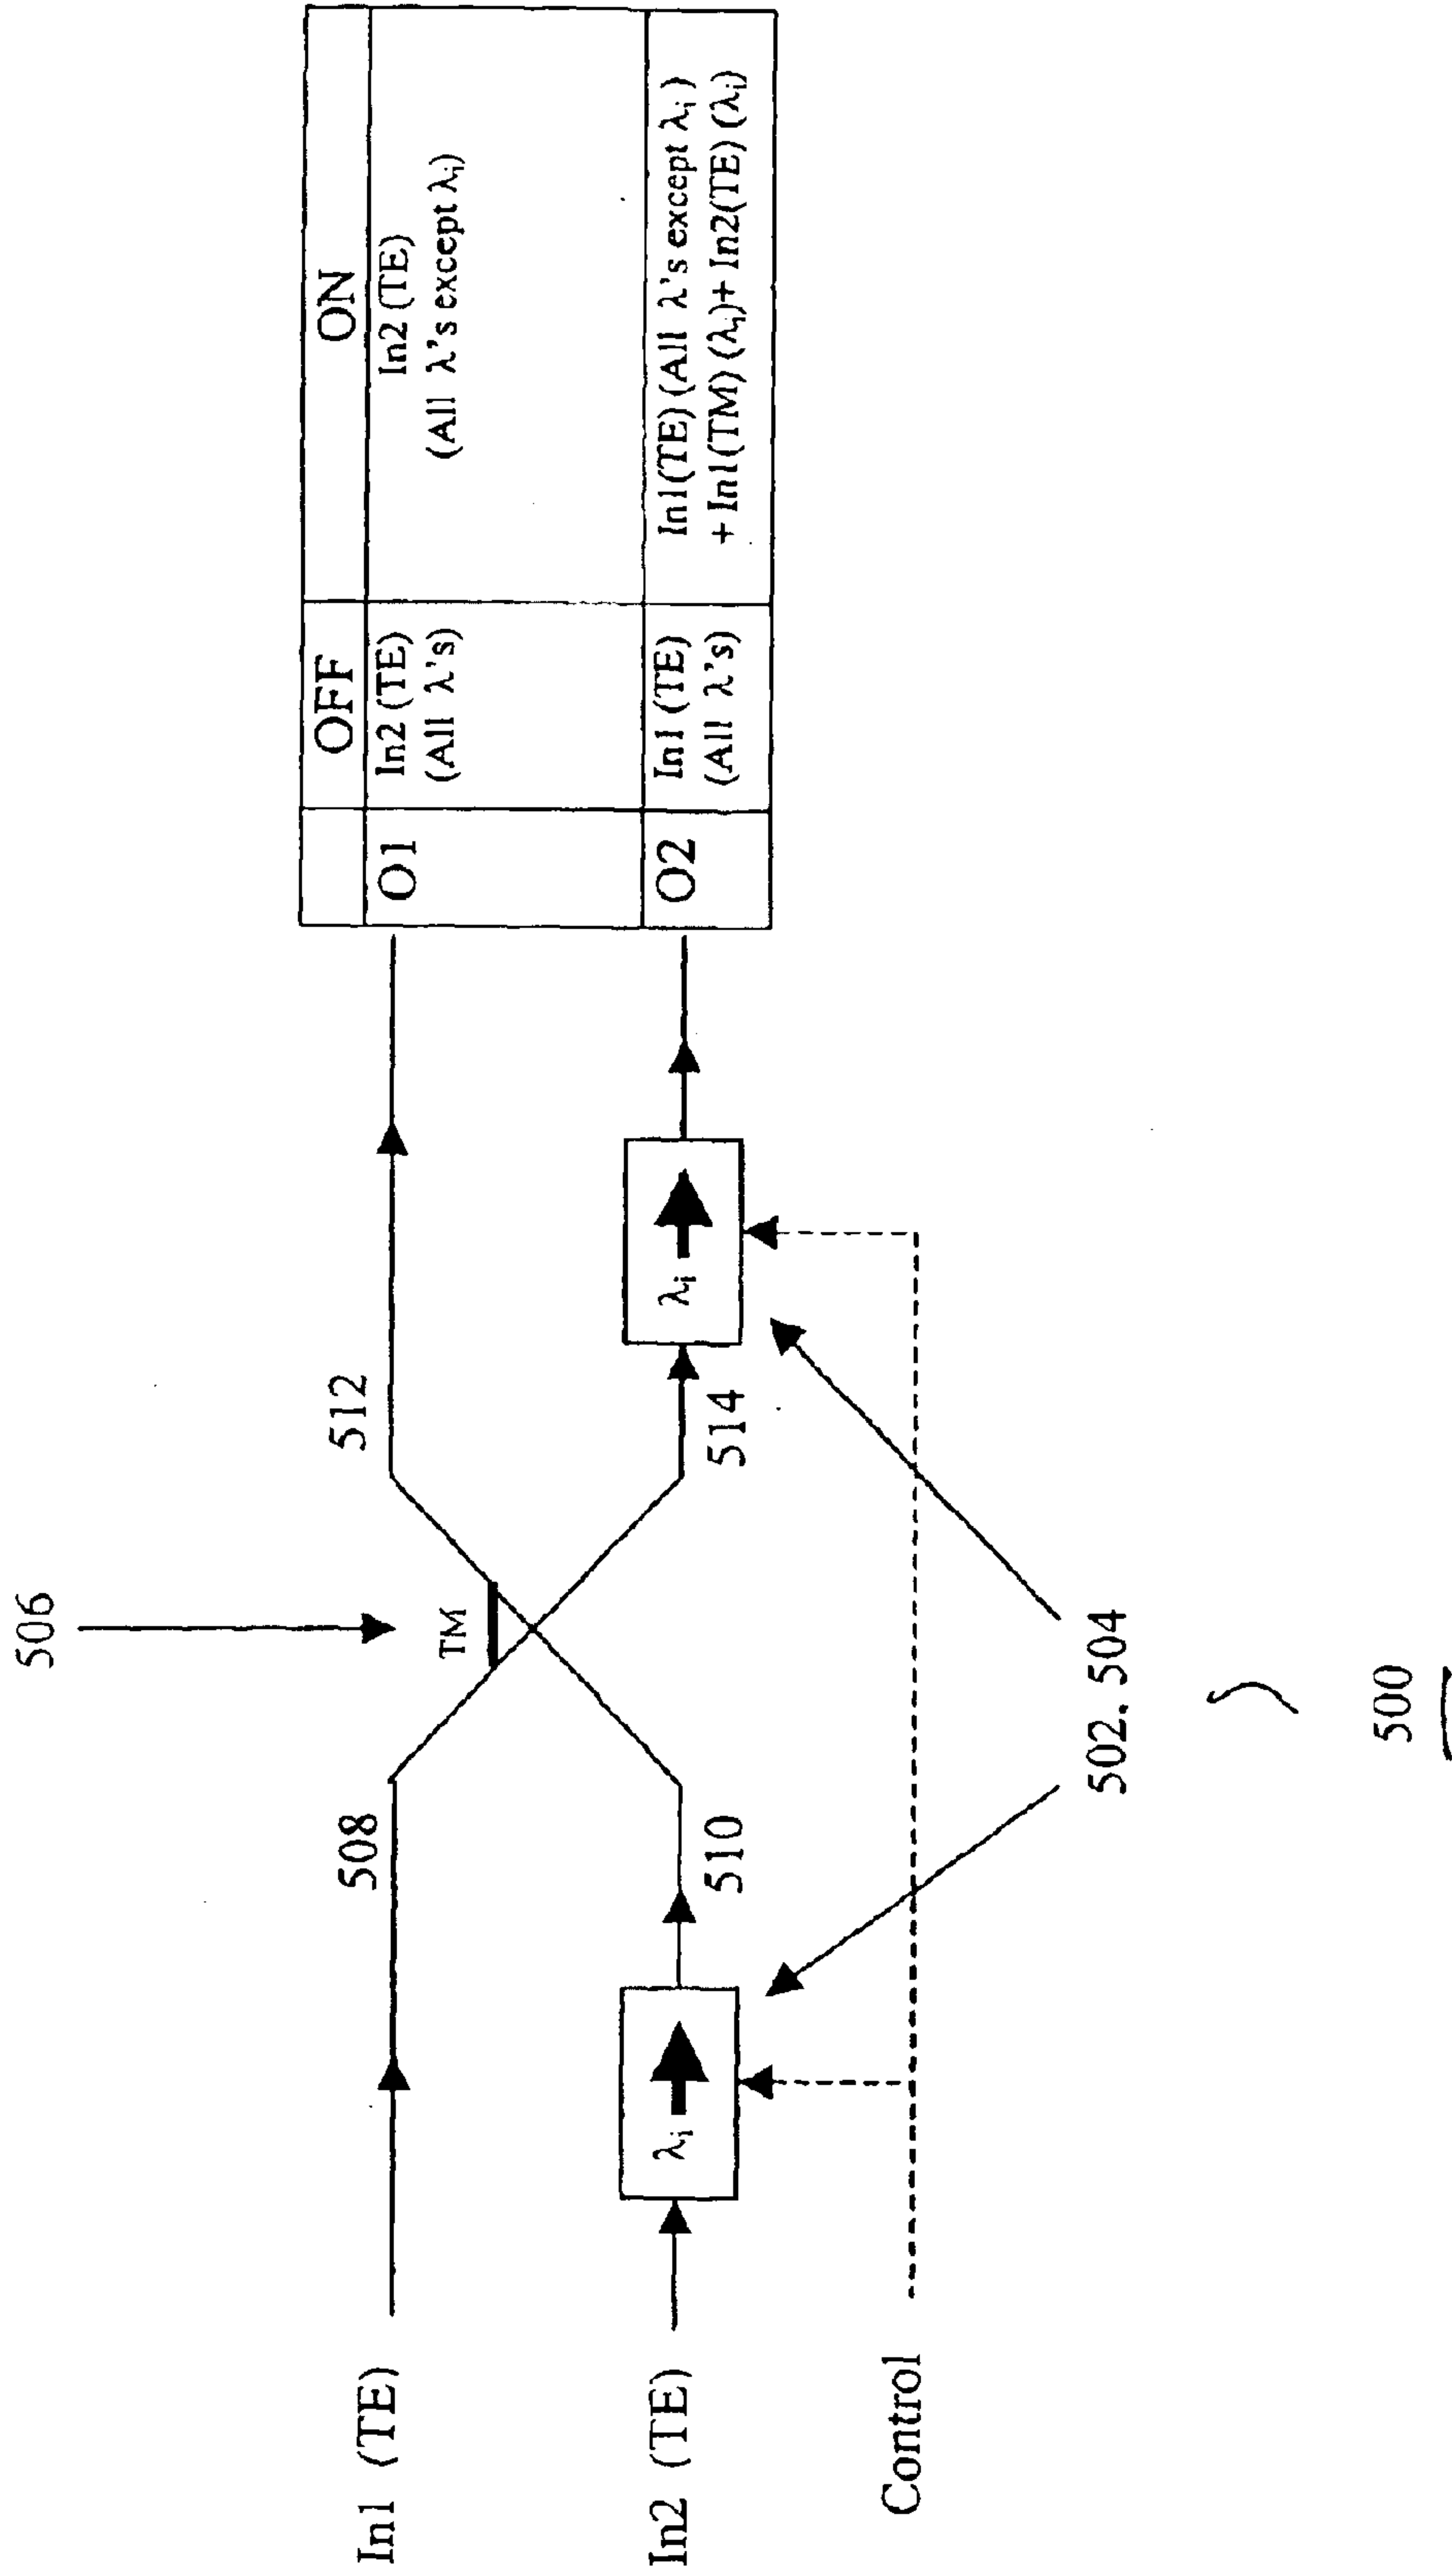 506
In1 (TE)
508
TM
512
In2 (TE)
λi
510
514
λi
Control
502. 504
500
OFF
ON
O1
In2 (TE)
(All λ's)
In2 (TE)
(All λ's except λi)
O2
In1 (TE)
(All λ's)
In1(TE) (All λ's except λi)
+ In1(TM) (λi)+ In2(TE) (λi)